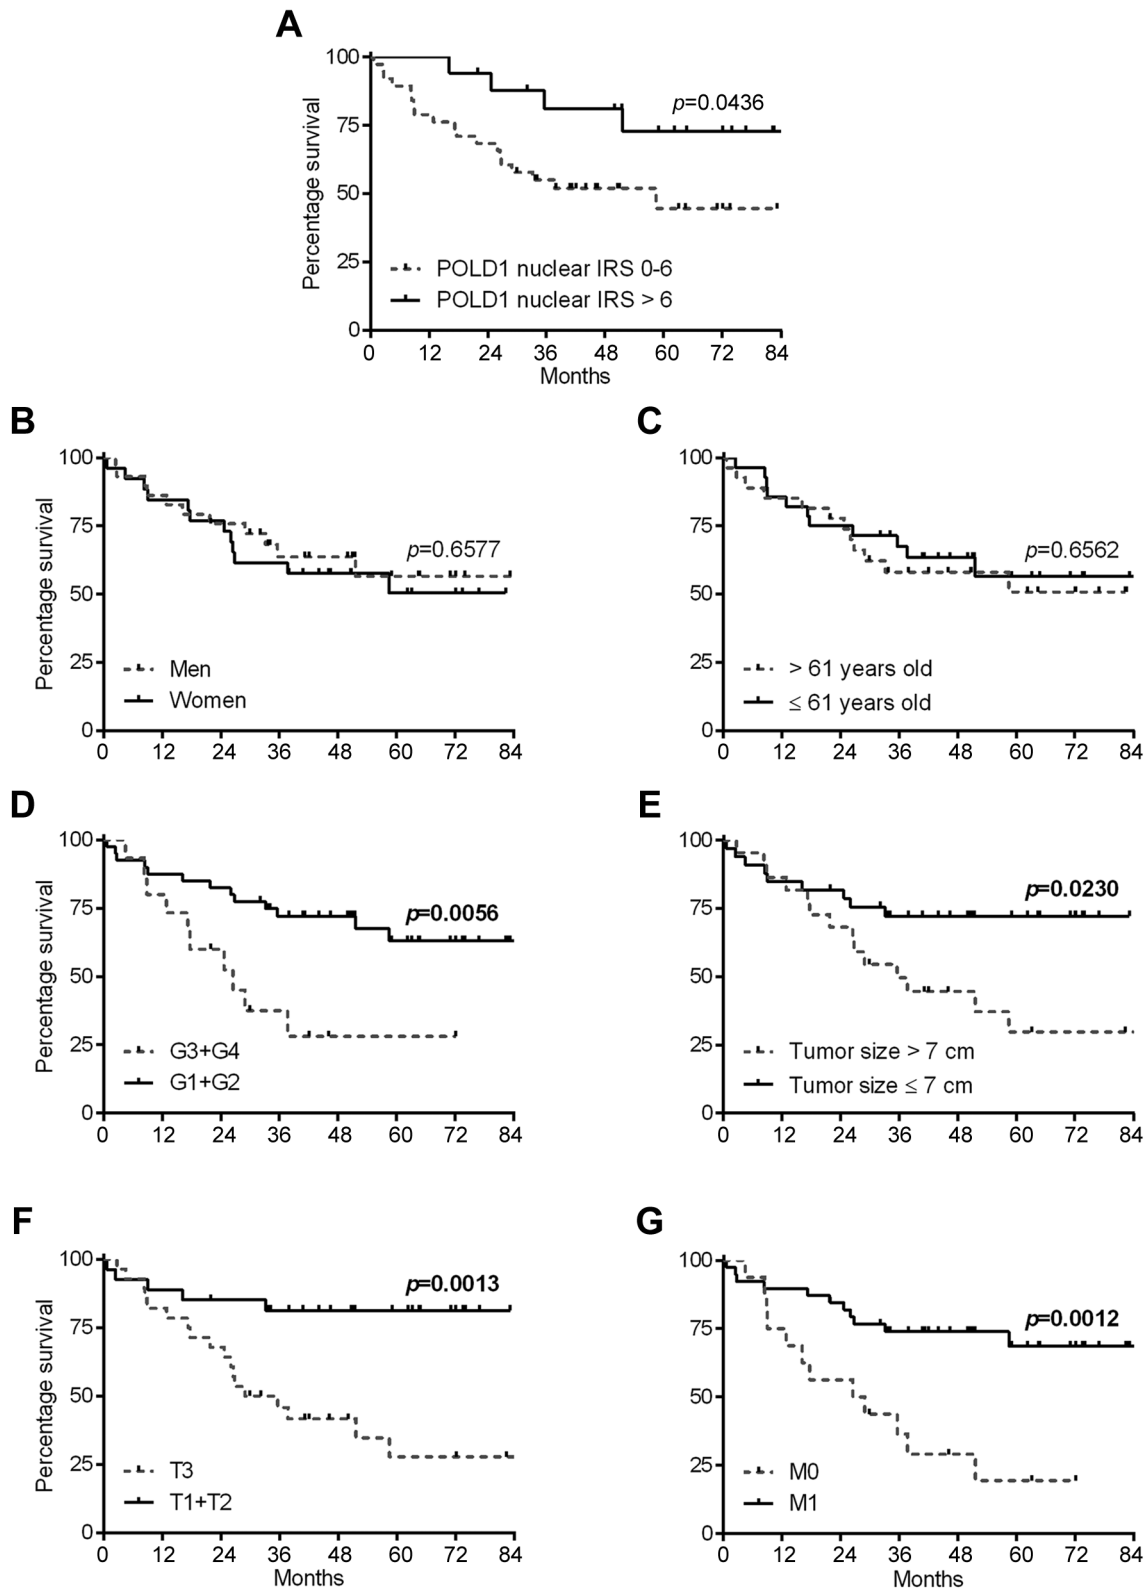 A
100
75
50
25
0
Percentage survival
p=0.0436
POLD1 nuclear IRS 0-6
POLD1 nuclear IRS > 6
0 12 24 36 48 60 72 84
Months
B
100
75
50
25
0
Percentage survival
p=0.6577
Men
Women
0 12 24 36 48 60 72 84
C
100
75
50
25
0
p=0.6562
> 61 years old
≤ 61 years old
0 12 24 36 48 60 72 84
D
100
75
50
25
0
Percentage survival
p=0.0056
G3+G4
G1+G2
0 12 24 36 48 60 72 84
E
100
75
50
25
0
p=0.0230
Tumor size > 7 cm
Tumor size ≤ 7 cm
0 12 24 36 48 60 72 84
F
100
75
50
25
0
Percentage survival
p=0.0013
T3
T1+T2
0 12 24 36 48 60 72 84
Months
G
100
75
50
25
0
p=0.0012
M0
M1
0 12 24 36 48 60 72 84
Months